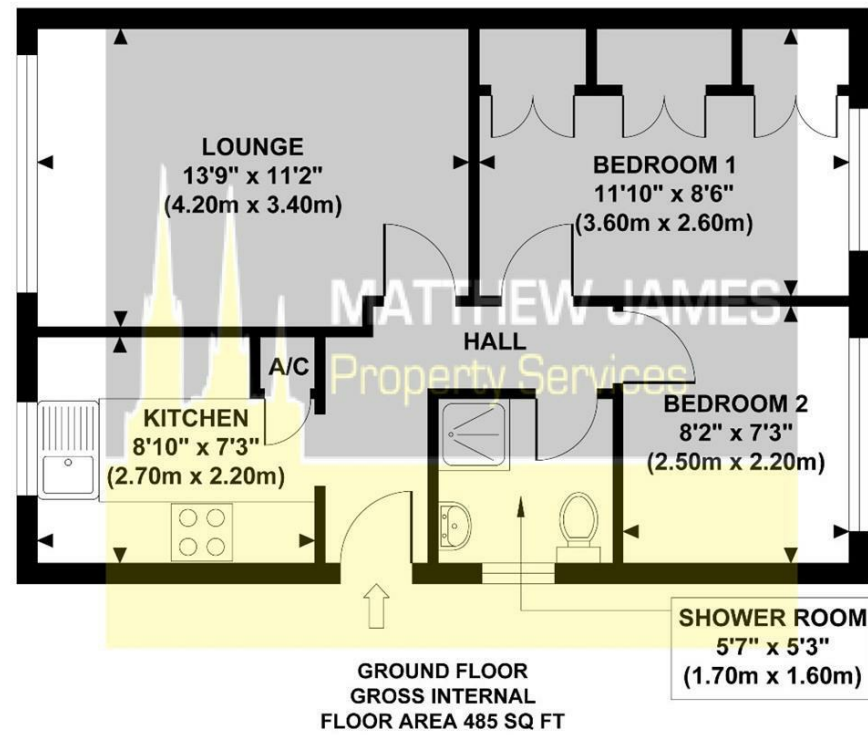 LOUNGE
13'9" x 11'2"
(4.20m x 3.40m)
BEDROOM 1
11'10" x 8'6"
(3.60m x 2.60m)
MATTHEW JAMES
Property Services
HALL
A/C
KITCHEN
8'10" x 7'3"
(2.70m x 2.20m)
BEDROOM 2
8'2" x 7'3"
(2.50m x 2.20m)
SHOWER ROOM
5'7" x 5'3"
(1.70m x 1.60m)
GROUND FLOOR
GROSS INTERNAL
FLOOR AREA 485 SQ FT